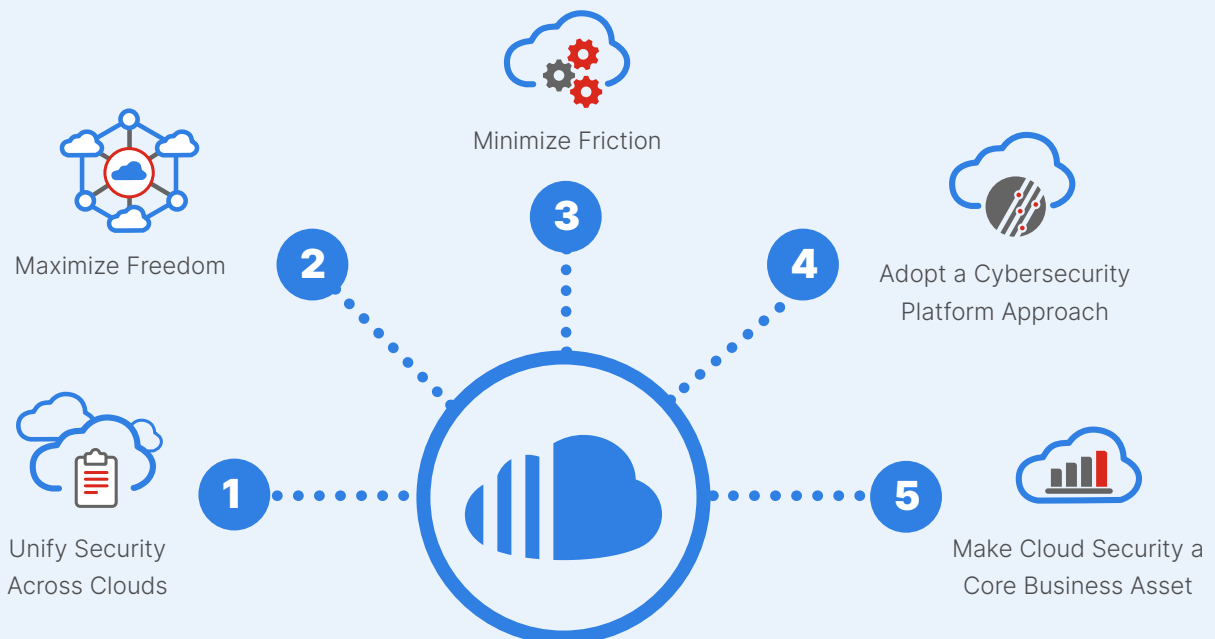 1
Unify Security
Across Clouds
2
Maximize Freedom
3
Minimize Friction
4
Adopt a Cybersecurity
Platform Approach
5
Make Cloud Security a
Core Business Asset